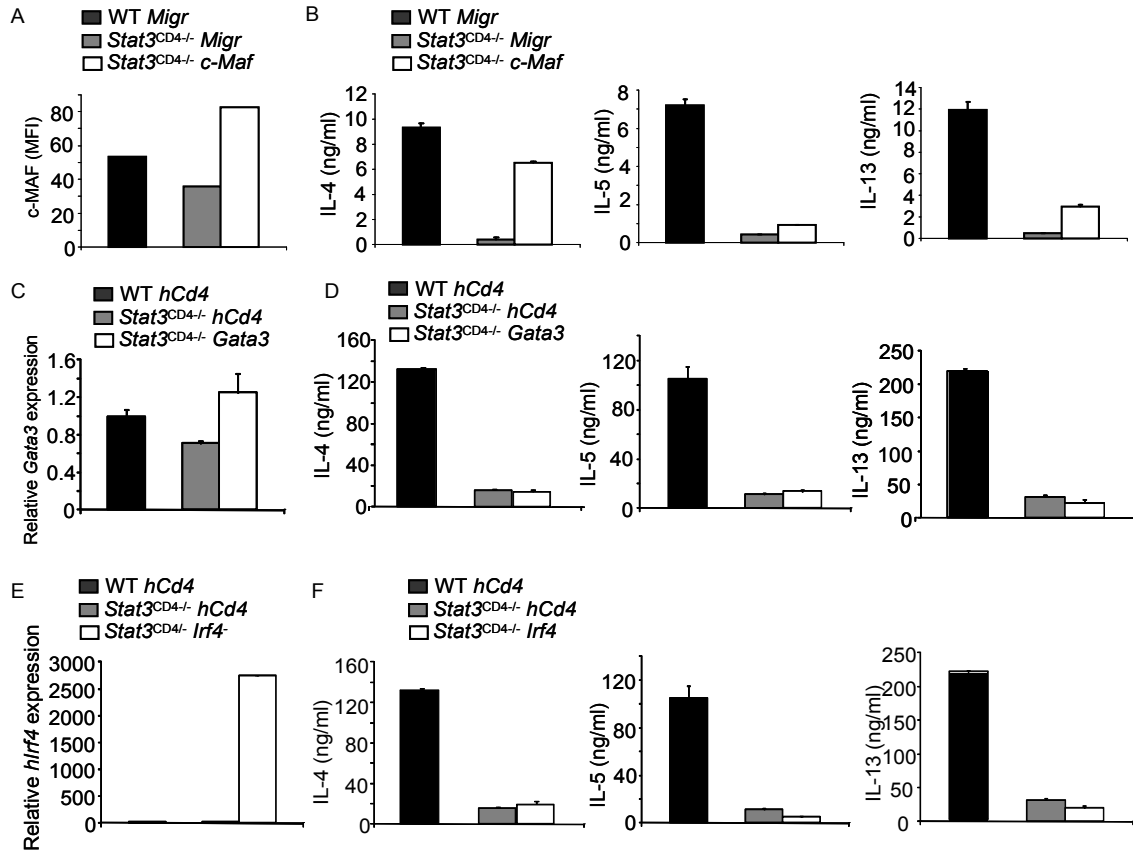 A
WT Migr
Stat3CD4-/- Migr
Stat3CD4-/- c-Maf
c-MAF (MFI)
80
60
40
20
0
B
WT Migr
Stat3CD4-/- Migr
Stat3CD4-/- c-Maf
IL-4 (ng/ml)
12
10
8
6
4
2
0
IL-5 (ng/ml)
8
6
4
2
0
IL-13 (ng/ml)
14
12
10
8
6
4
2
0
C
WT hCd4
Stat3CD4-/- hCd4
Stat3CD4-/- Gata3
Relative Gata3 expression
1.6
1.2
0.8
0.4
0
D
WT hCd4
Stat3CD4-/- hCd4
Stat3CD4-/- Gata3
IL-4 (ng/ml)
160
120
80
40
0
IL-5 (ng/ml)
120
80
40
0
IL-13 (ng/ml)
250
200
150
100
50
0
E
WT hCd4
Stat3CD4-/- hCd4
Stat3CD4/- Irf4-
Relative hIrf4 expression
3000
2500
2000
1500
1000
500
0
F
WT hCd4
Stat3CD4-/- hCd4
Stat3CD4-/- Irf4
IL-4 (ng/ml)
160
120
80
40
0
IL-5 (ng/ml)
120
80
40
0
IL-13 (ng/ml)
250
200
150
100
50
0